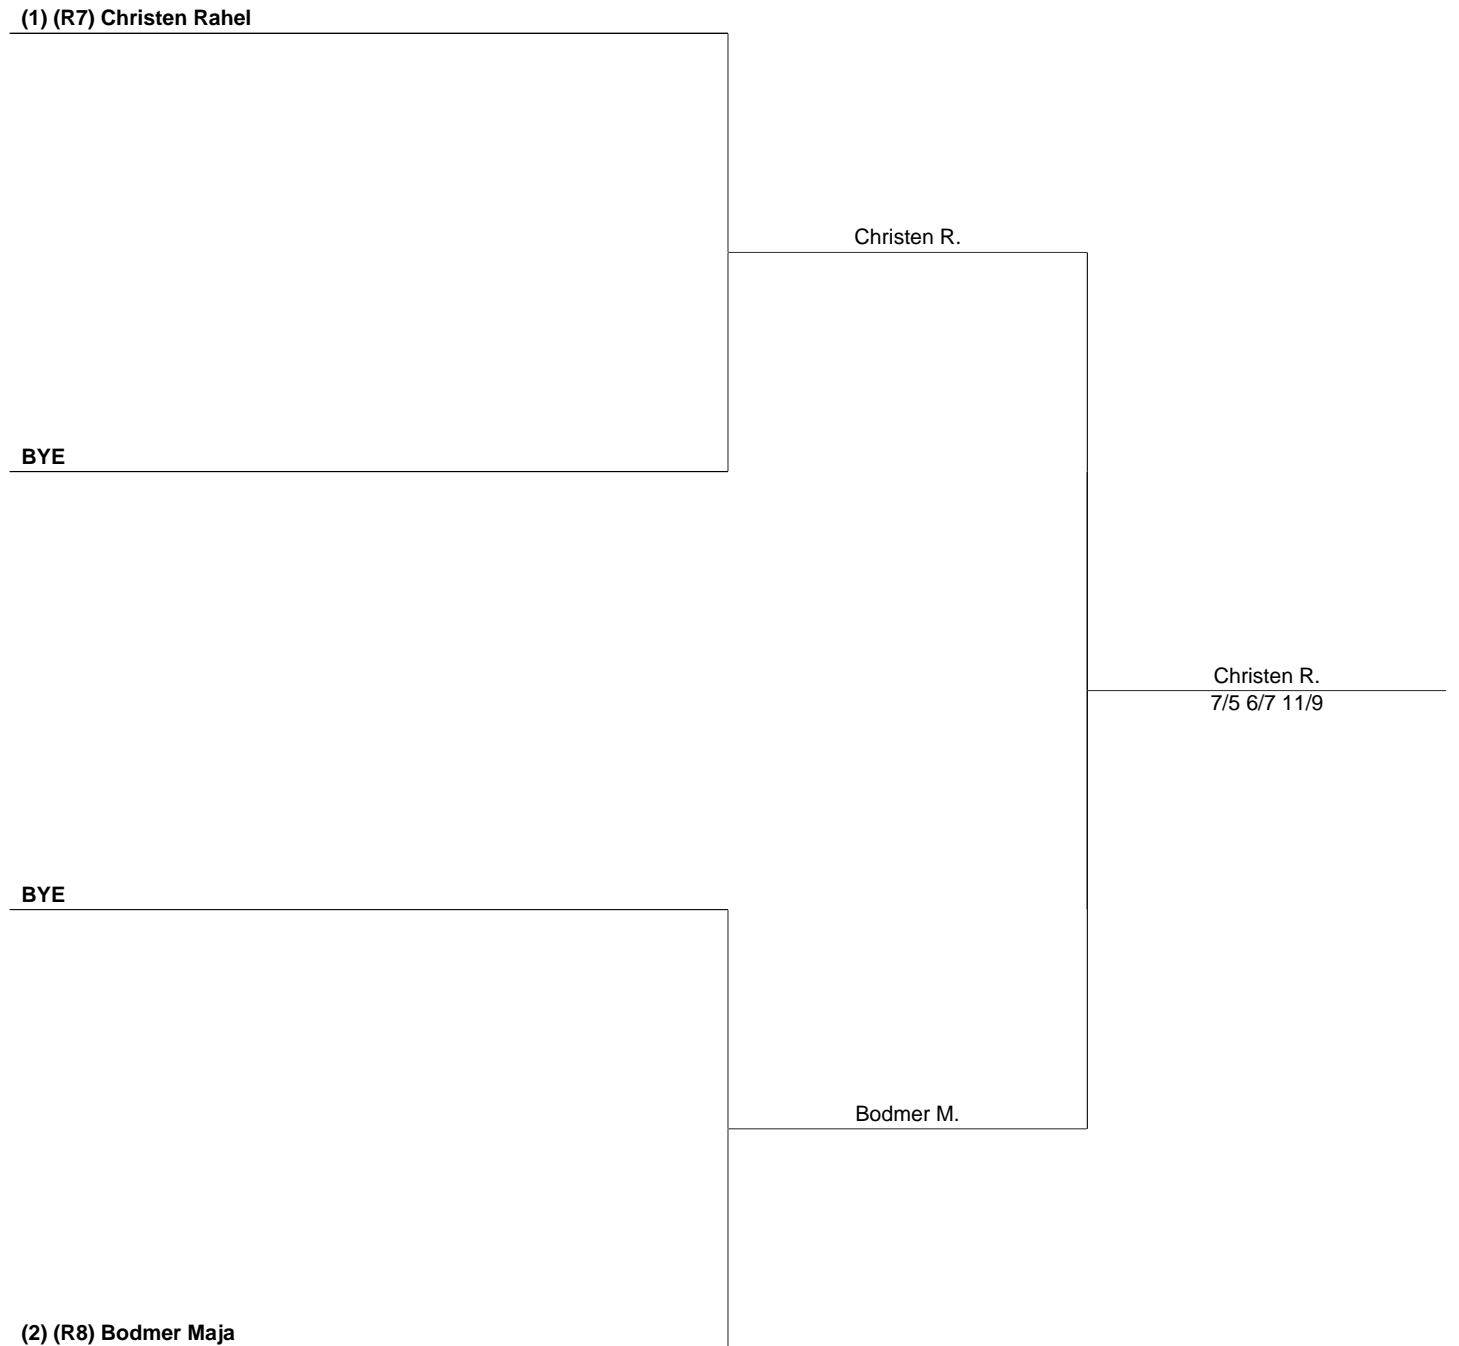 (1) (R7) Christen Rahel
Christen R.
BYE
Christen R.
7/5 6/7 11/9
BYE
Bodmer M.
(2) (R8) Bodmer Maja